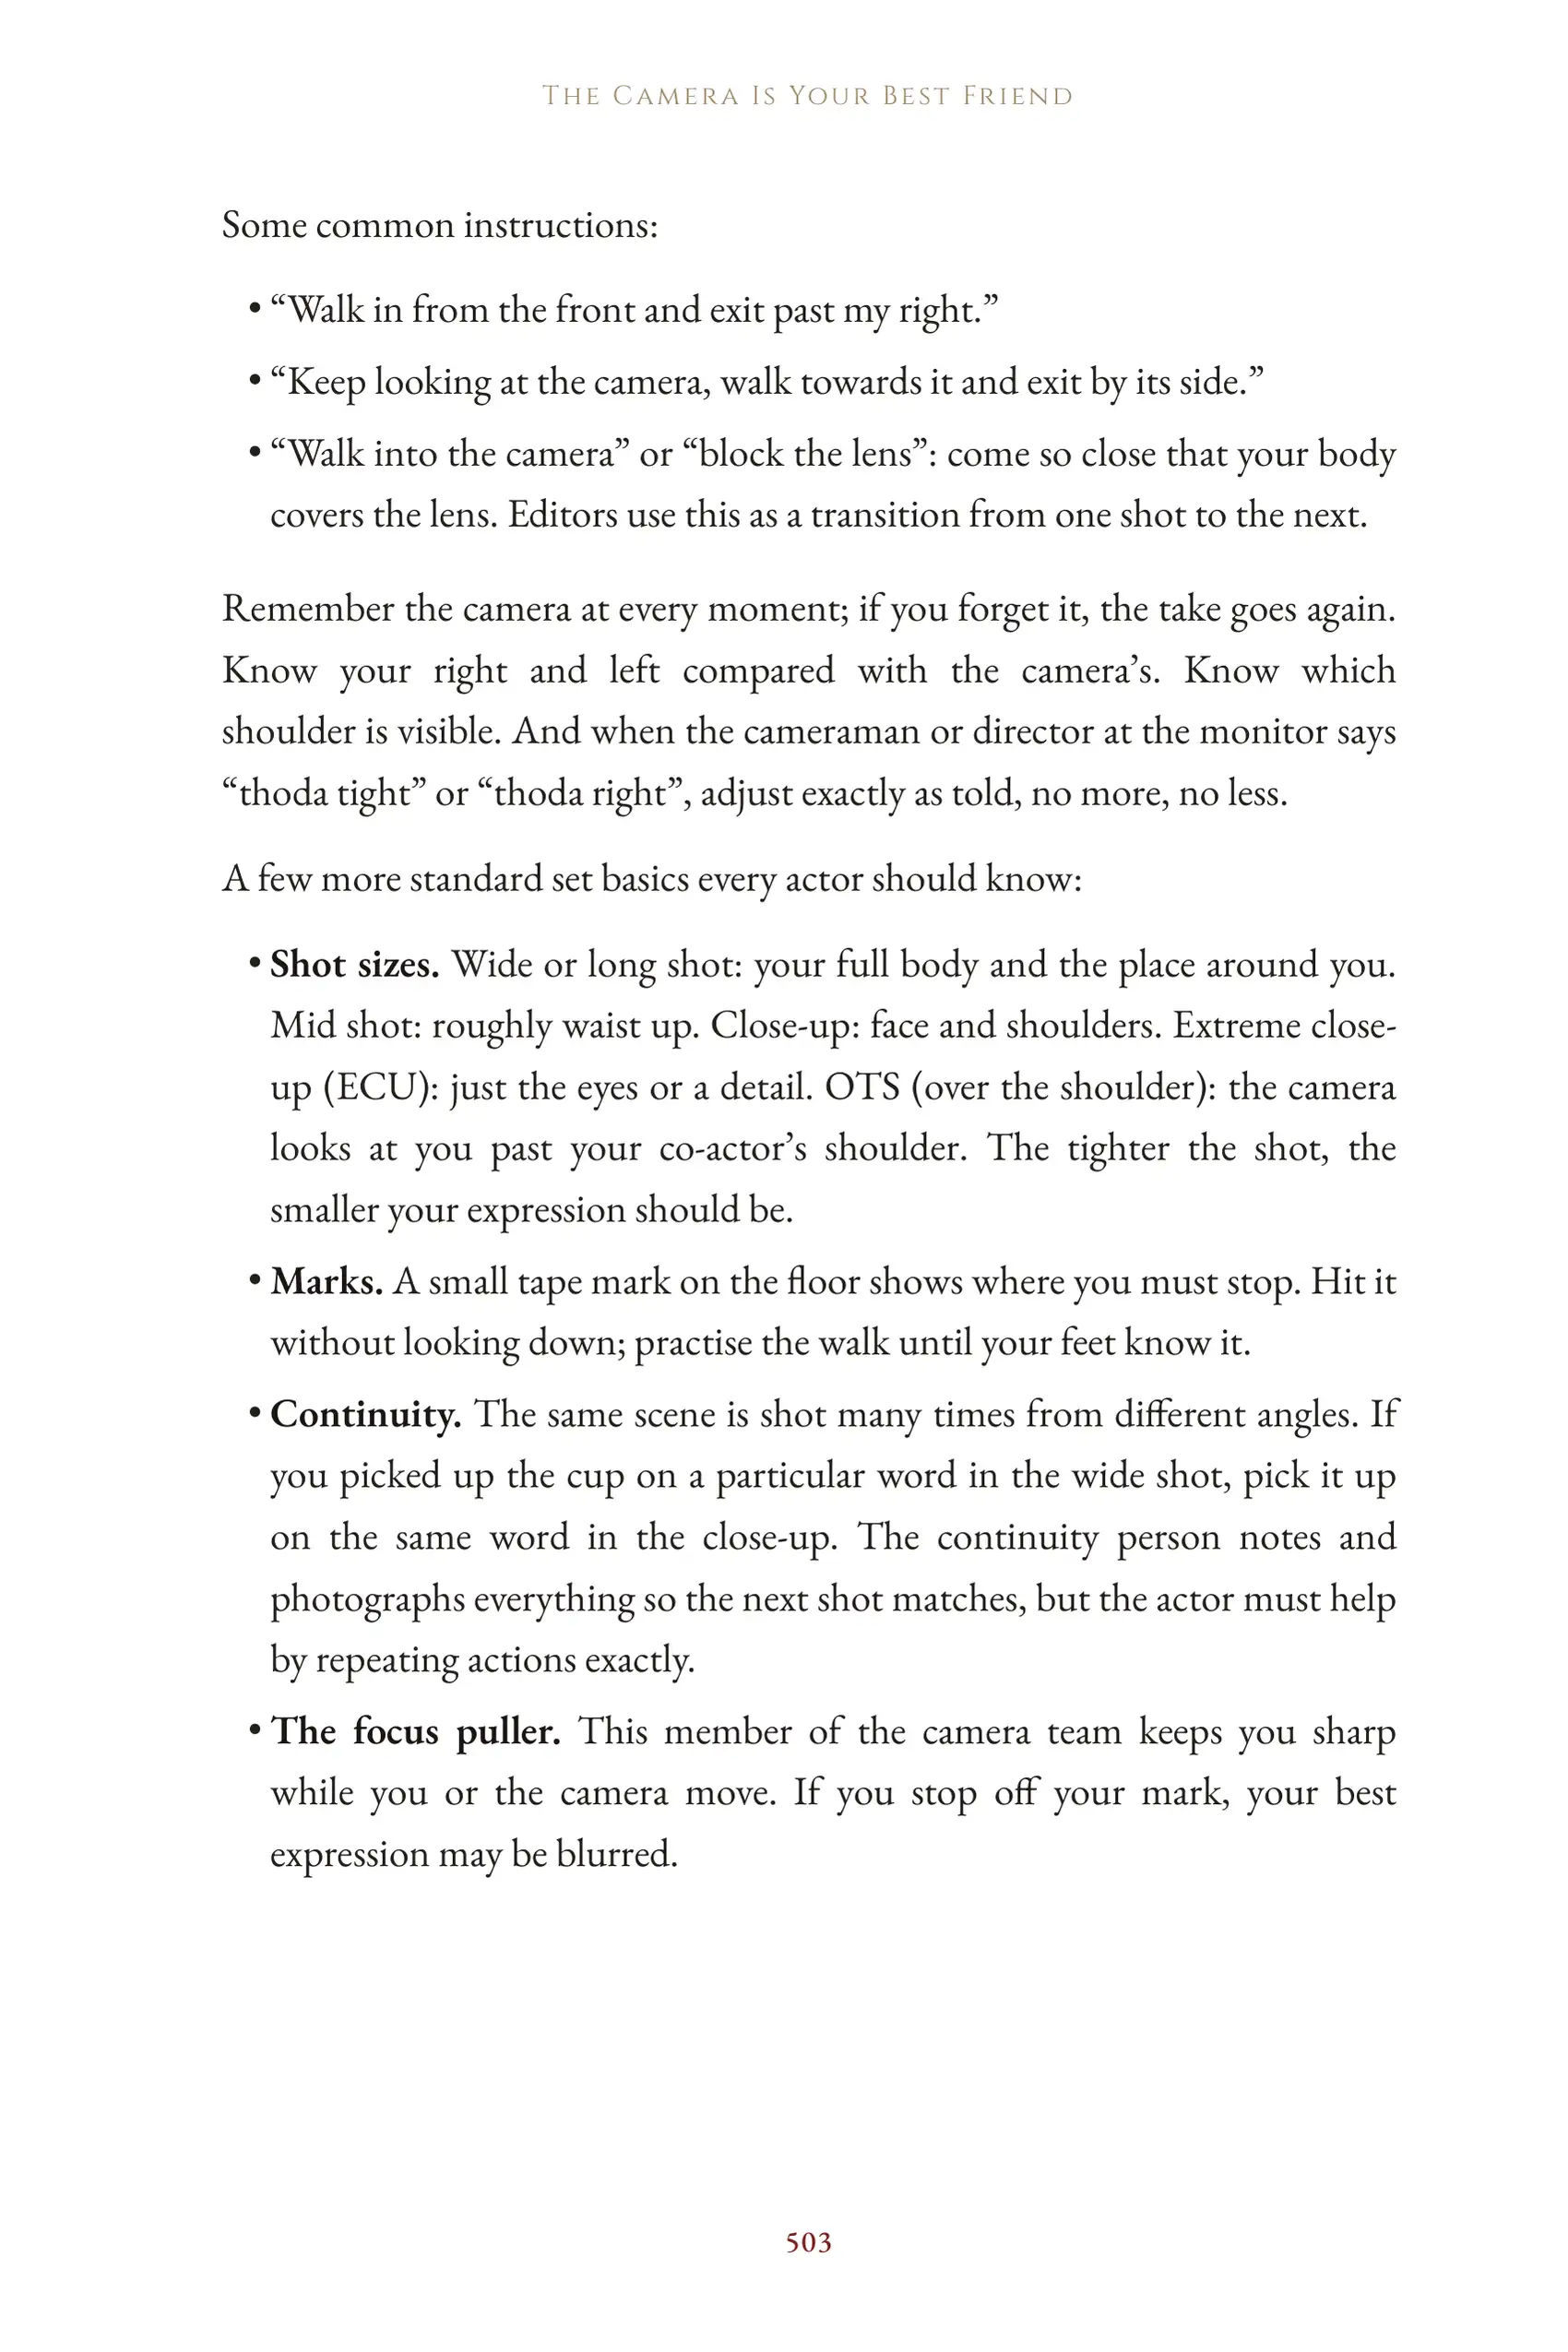 The Camera Is Your Best Friend
Some common instructions:
• “Walk in from the front and exit past my right.”
• “Keep looking at the camera, walk towards it and exit by its side.”
• “Walk into the camera” or “block the lens”: come so close that your body
covers the lens. Editors use this as a transition from one shot to the next.
Remember the camera at every moment; if you forget it, the take goes again.
Know your right and left compared with the camera’s. Know which
shoulder is visible. And when the cameraman or director at the monitor says
“thoda tight” or “thoda right”, adjust exactly as told, no more, no less.
A few more standard set basics every actor should know:
• Shot sizes. Wide or long shot: your full body and the place around you.
Mid shot: roughly waist up. Close-up: face and shoulders. Extreme close-
up (ECU): just the eyes or a detail. OTS (over the shoulder): the camera
looks at you past your co-actor’s shoulder. The tighter the shot, the
smaller your expression should be.
• Marks. A small tape mark on the floor shows where you must stop. Hit it
without looking down; practise the walk until your feet know it.
• Continuity. The same scene is shot many times from different angles. If
you picked up the cup on a particular word in the wide shot, pick it up
on the same word in the close-up. The continuity person notes and
photographs everything so the next shot matches, but the actor must help
by repeating actions exactly.
• The focus puller. This member of the camera team keeps you sharp
while you or the camera move. If you stop off your mark, your best
expression may be blurred.
503